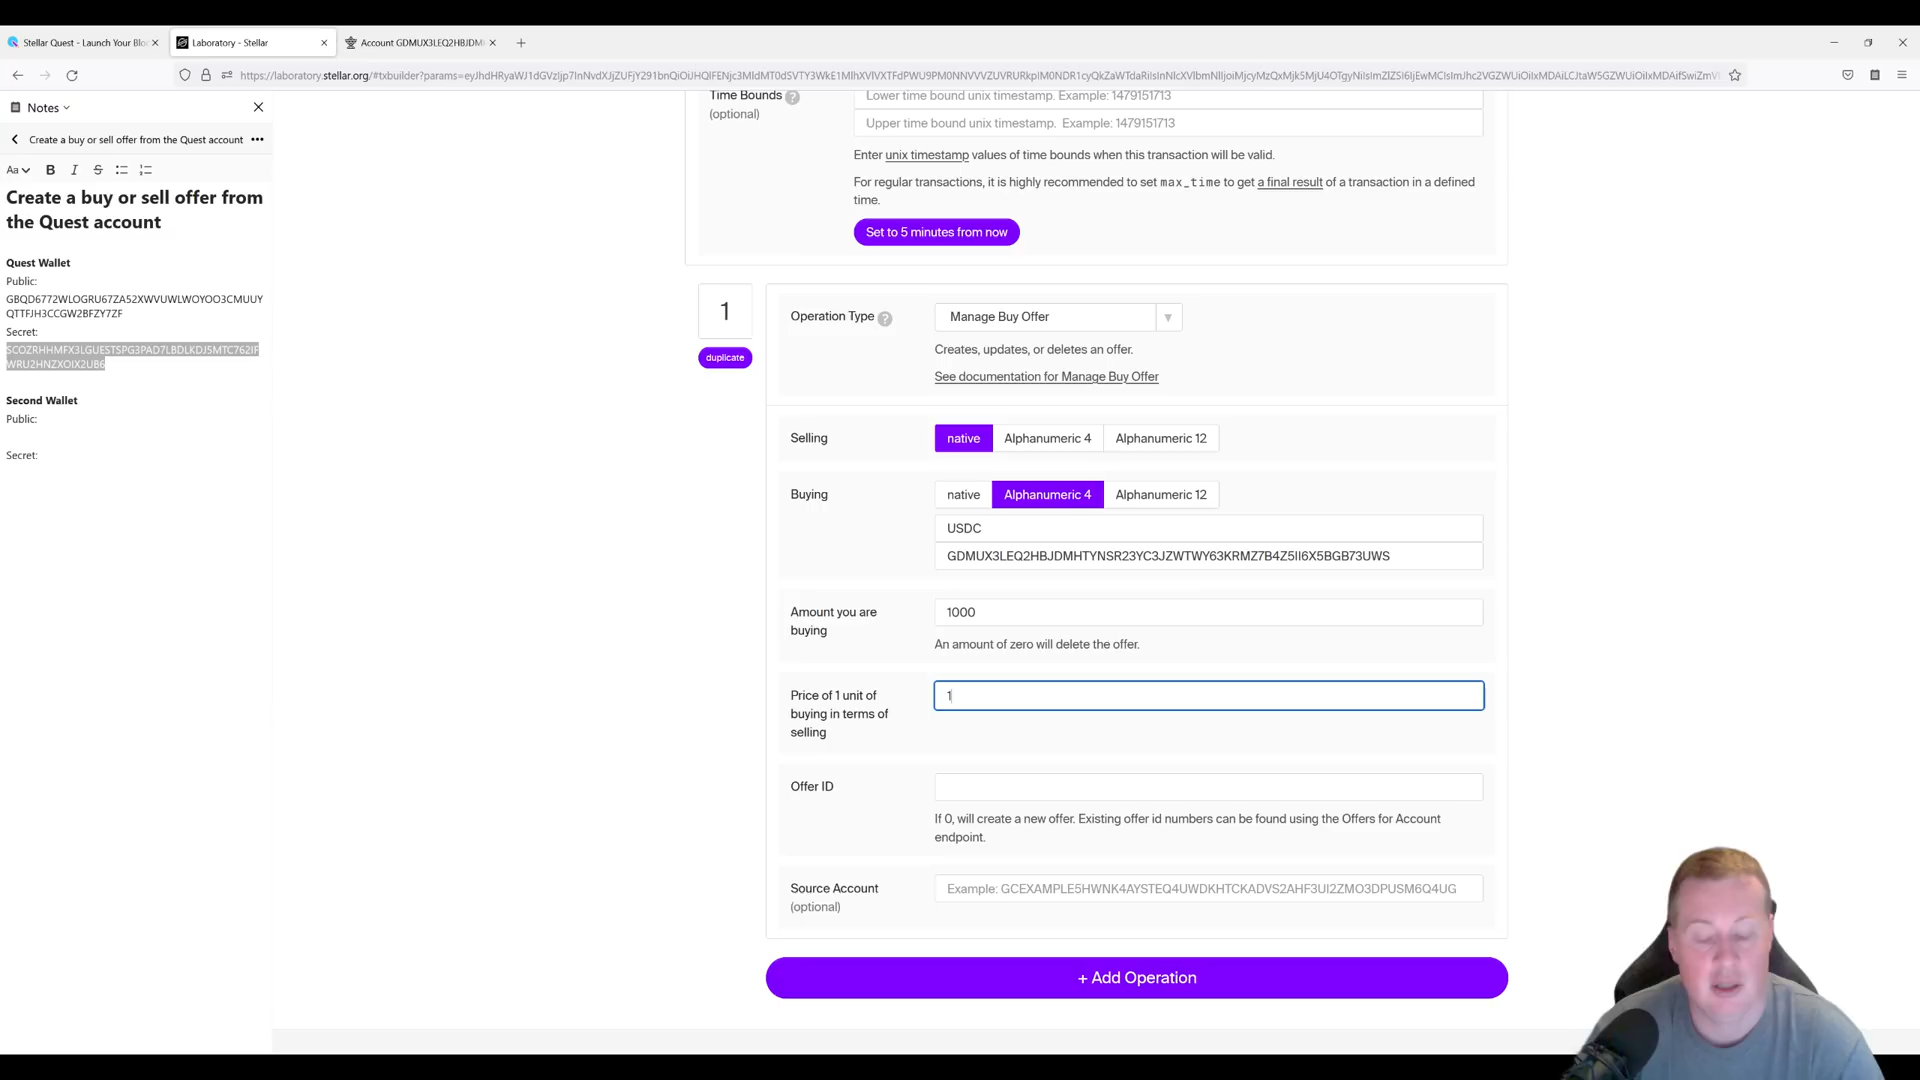 Stellar Quest - Launch Your Bloc
Laboratory - Stellar
Account GDMUX3LEQ2HBJDMH
Notes
Create a buy or sell offer from the Quest account
Aa
B
I
S
Create a buy or sell offer from
the Quest account
Quest Wallet
Public:
GBQD6772WLOGRU67ZA52XWVUWLWOYOO3CMUUY
QTTFJH3CCGW2BFZY7ZF
Secret:
SCOZRHHMFX3LGUESTSPG3PAD7LBDLKDJ5MTC762IF
WRU2HNZXOIX2UB6
Second Wallet
Public:
Secret:
Time Bounds ?
(optional)
Lower time bound unix timestamp. Example: 1479151713
Upper time bound unix timestamp. Example: 1479151713
Enter unix timestamp values of time bounds when this transaction will be valid.
For regular transactions, it is highly recommended to set max_time to get a final result of a transaction in a defined
time.
Set to 5 minutes from now
1
duplicate
Operation Type ?
Manage Buy Offer
Creates, updates, or deletes an offer.
See documentation for Manage Buy Offer
Selling
native
Alphanumeric 4
Alphanumeric 12
Buying
native
Alphanumeric 4
Alphanumeric 12
USDC
GDMUX3LEQ2HBJDMHTYNSR23YC3JZWTWY63KRMZ7B4Z5II6X5BGB73UWS
Amount you are
buying
1000
An amount of zero will delete the offer.
Price of 1 unit of
buying in terms of
selling
1
Offer ID
If 0, will create a new offer. Existing offer id numbers can be found using the Offers for Account
endpoint.
Source Account
(optional)
Example: GCEXAMPLE5HWNK4AYSTEQ4UWDKHTCKADVS2AHF3UI2ZMO3DPUSM6Q4UG
+ Add Operation